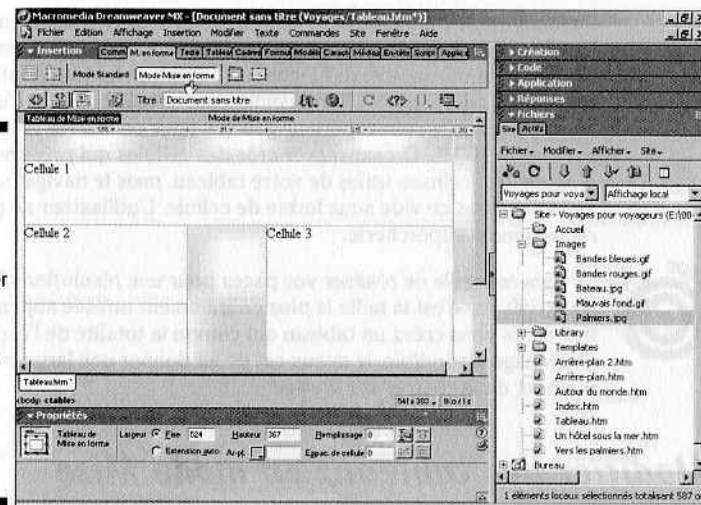 Macromedia Dreamweaver MX - [Document sans titre (Voyages/Tableau.htm*)]
Fichier Edition Affichage Insertion Modifier Texte Commandes Site Fenêtre Aide
Insertion
M. en forme Texte
Mode Standard Mode Mise en forme
Titre : Document sans titre
Tableau de Mise en forme
Mode de Mise en Forme
Cellule 1
Cellule 2
Cellule 3
Tableau.htm*
<body> <table>
Propriétés
Tableau de Mise en forme
Largeur Fixe 524 Hauteur 367 Remplissage 0
Extension auto Ar-pl. Espac. de cellule 0
Création
Code
Application
Réponses
Fichiers
Site Actifs
Fichier Modifier Afficher Site
Voyages pour voya Affichage local
Site - Voyages pour voyageurs (E:\00-
Accueil
Images
Bandes bleues.gif
Bandes rouges.gif
Bateau.jpg
Mauvais fond.gif
Palmiers.jpg
Library
Templates
Arrière-plan 2.htm
Arrière-plan.htm
Autour du monde.htm
Index.htm
Tableau.htm
Un hôtel sous la mer.htm
Vers les palmiers.htm
Bureau
1 éléments locaux sélectionnés totalisant 587 o
er